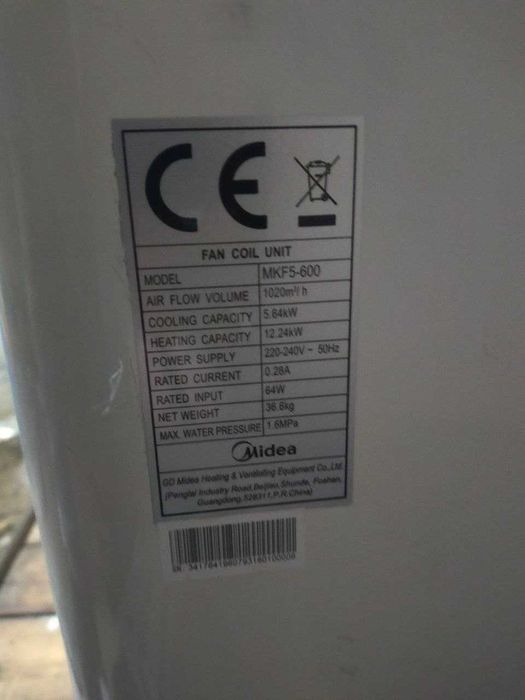 CE
FAN COIL UNIT
MODEL MKF5-600
AIR FLOW VOLUME 1020m³/ h
COOLING CAPACITY 5.64kW
HEATING CAPACITY 12.24kW
POWER SUPPLY 220-240V ~ 50Hz
RATED CURRENT 0.28A
RATED INPUT 64W
NET WEIGHT 36.6kg
MAX. WATER PRESSURE 1.6MPa
Midea
GD Midea Heating & Ventilating Equipment Co.,Ltd.
(Penglai Industry Road,Beijiao,Shunde, Foshan,
Guangdong,528311,P.R.China)